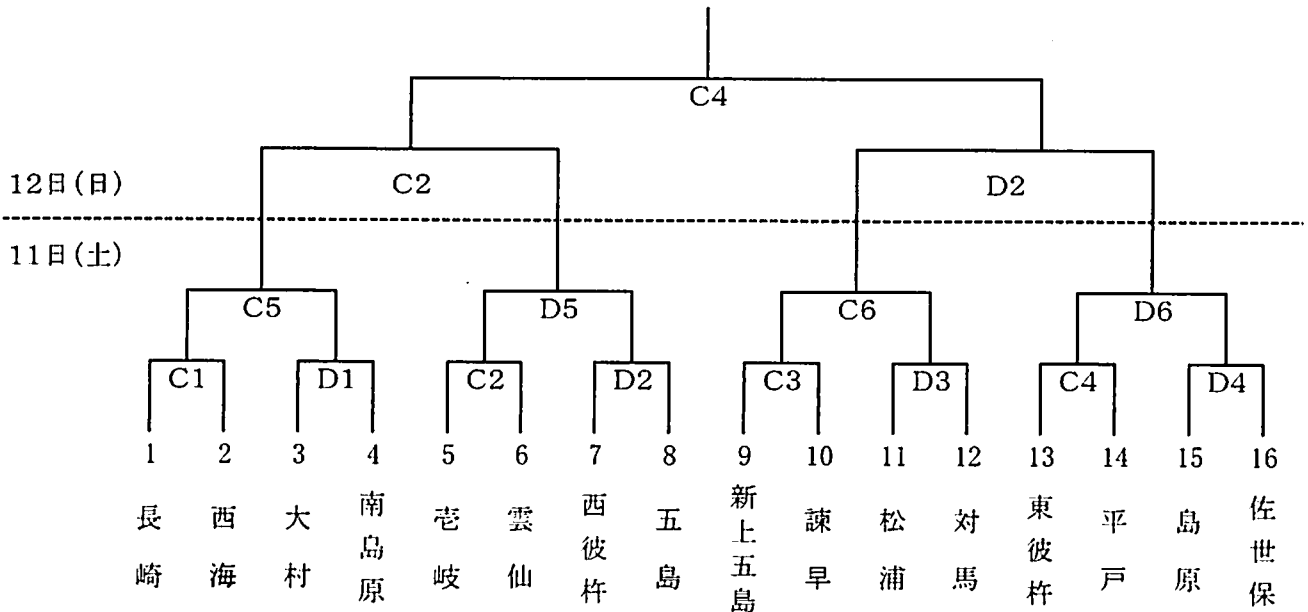 C4
12日(日)
C2
D2
11日(土)
C5
D5
C6
D6
C1
D1
C2
D2
C3
D3
C4
D4
1
2
3
4
5
6
7
8
9
10
11
12
13
14
15
16
長崎
西海
大村
南島原
壱岐
雲仙
西彼杵
五島
新上五島
諫早
松浦
対馬
東彼杵
平戸
島原
佐世保